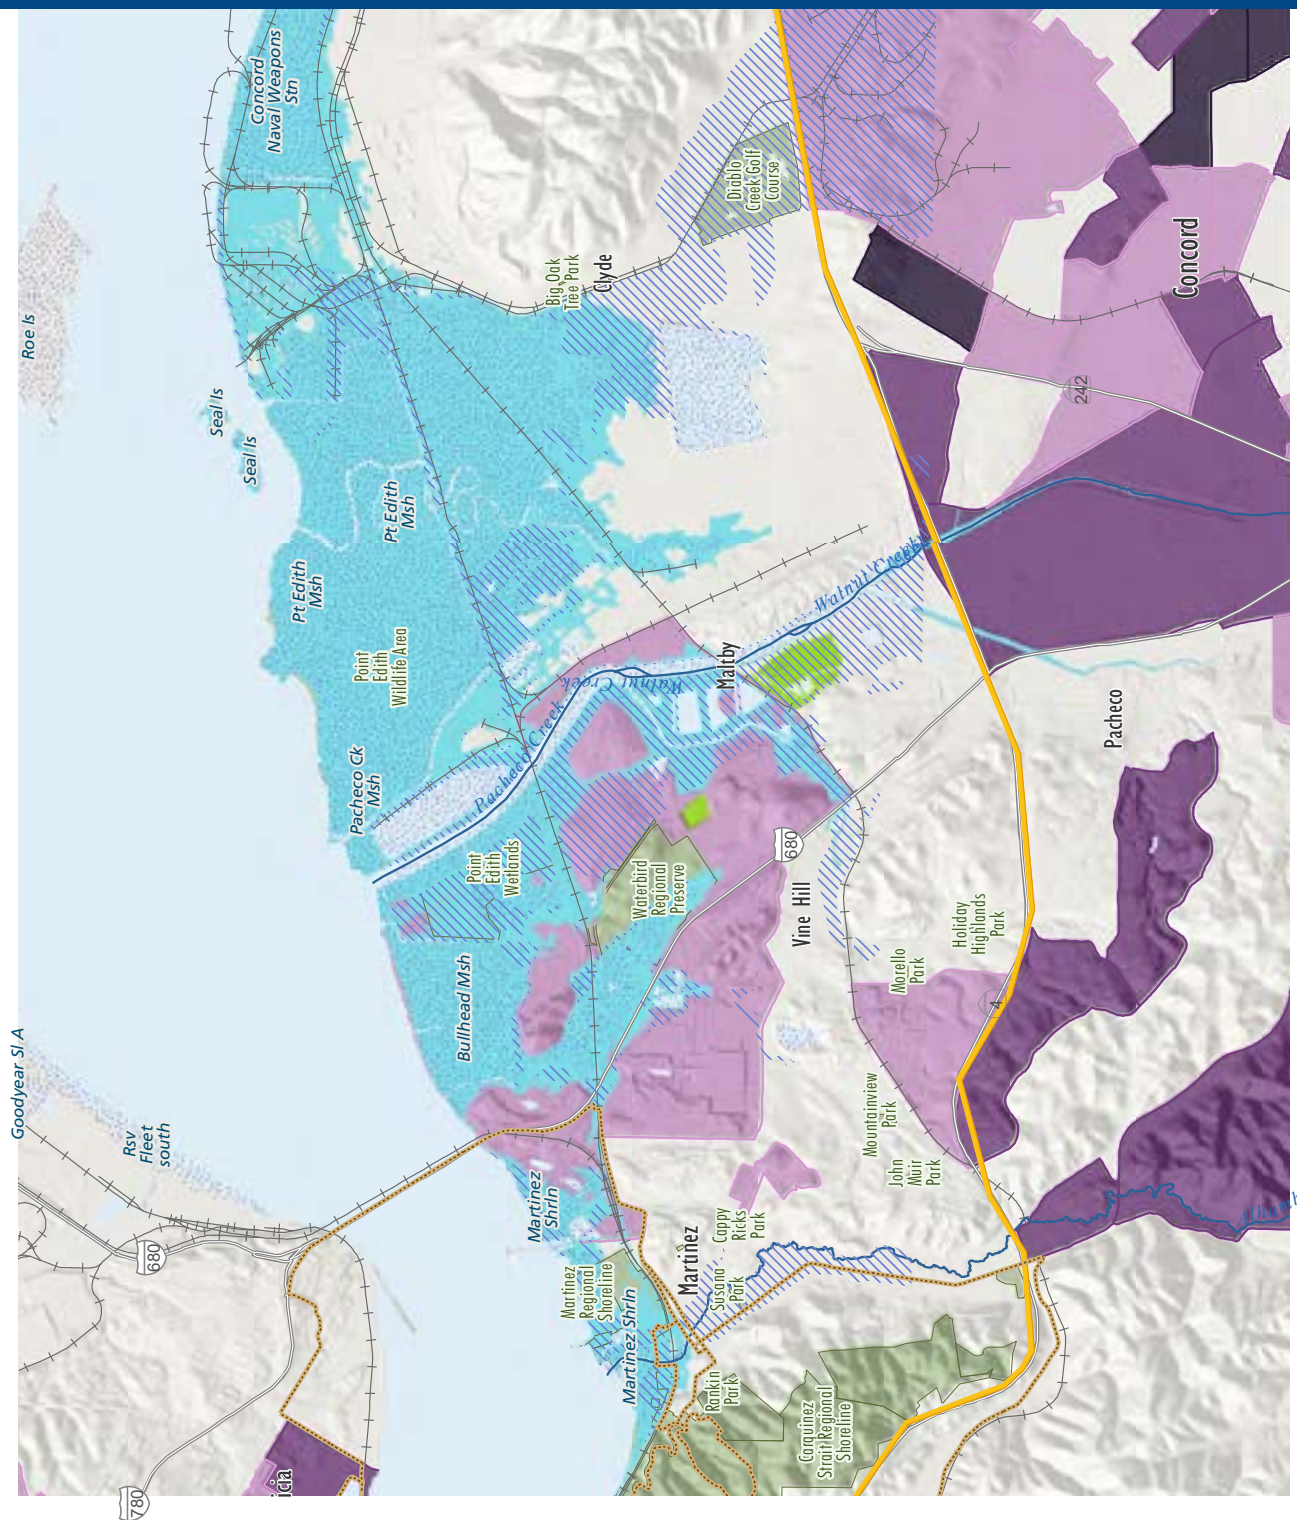 Concord
Naval Weapons
Stn
Roe Is
Seal Is
Seal Is
Diablo
Creek Golf
Course
Big Oak
Tree Park
Clyde
Concord
242
Pt Edith
Msh
Pt Edith
Msh
Point
Edith
Wildlife Area
Walnut Creek
Walnut Creek
Maltby
Pacheco Creek
Pacheco Ck
Msh
Pacheco
Point
Edith
Wetlands
Waterbird
Regional
Preserve
680
Vine Hill
Holiday
Highlands
Park
Morello
Park
4
Bullhead Msh
Goodyear Sl A
Rsv
Fleet
south
Mountainview
Park
John
Muir
Park
Martinez
Shrln
Cappy
Ricks
Park
Martinez
Susana
Park
Martinez
Regional
Shoreline
Martinez Shrln
680
Rankin
Park
Carquinez
Strait Regional
Shoreline
icia
780